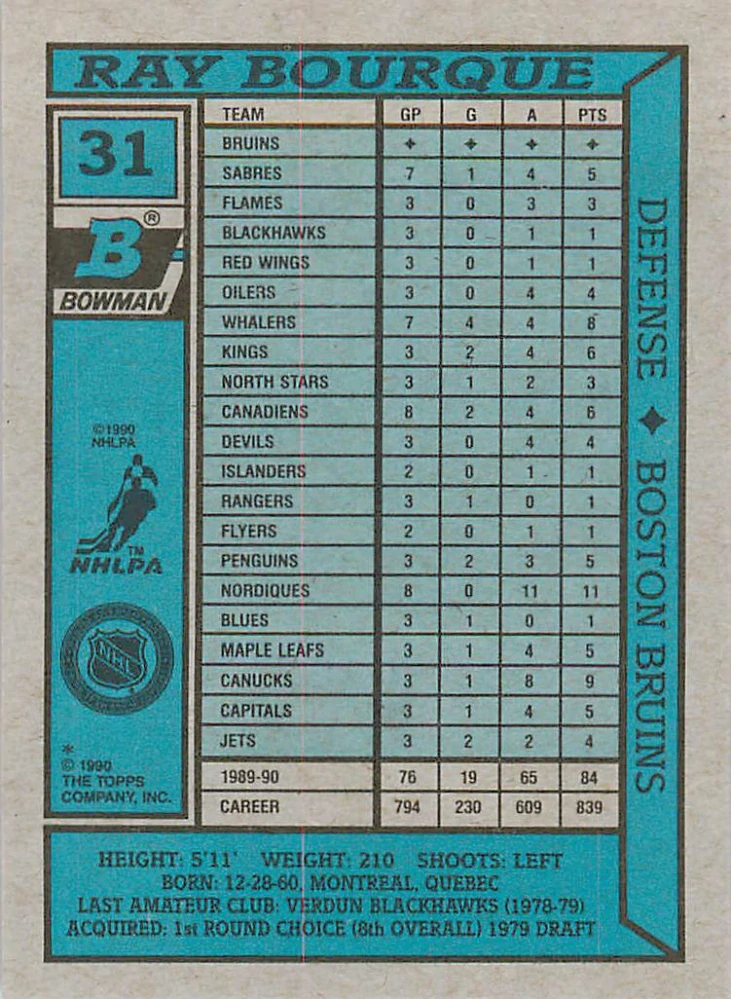 RAY BOURQUE
31
B®
BOWMAN
©1990
NHLPA
TM
NHLPA
NHL
*
© 1990
THE TOPPS
COMPANY, INC.
TEAM GP G A PTS
BRUINS ✦ ✦ ✦ ✦
SABRES 7 1 4 5
FLAMES 3 0 3 3
BLACKHAWKS 3 0 1 1
RED WINGS 3 0 1 1
OILERS 3 0 4 4
WHALERS 7 4 4 8
KINGS 3 2 4 6
NORTH STARS 3 1 2 3
CANADIENS 8 2 4 6
DEVILS 3 0 4 4
ISLANDERS 2 0 1 1
RANGERS 3 1 0 1
FLYERS 2 0 1 1
PENGUINS 3 2 3 5
NORDIQUES 8 0 11 11
BLUES 3 1 0 1
MAPLE LEAFS 3 1 4 5
CANUCKS 3 1 8 9
CAPITALS 3 1 4 5
JETS 3 2 2 4
1989-90 76 19 65 84
CAREER 794 230 609 839
DEFENSE ✦ BOSTON BRUINS
HEIGHT: 5'11" WEIGHT: 210 SHOOTS: LEFT
BORN: 12-28-60, MONTREAL, QUEBEC
LAST AMATEUR CLUB: VERDUN BLACKHAWKS (1978-79)
ACQUIRED: 1st ROUND CHOICE (8th OVERALL) 1979 DRAFT